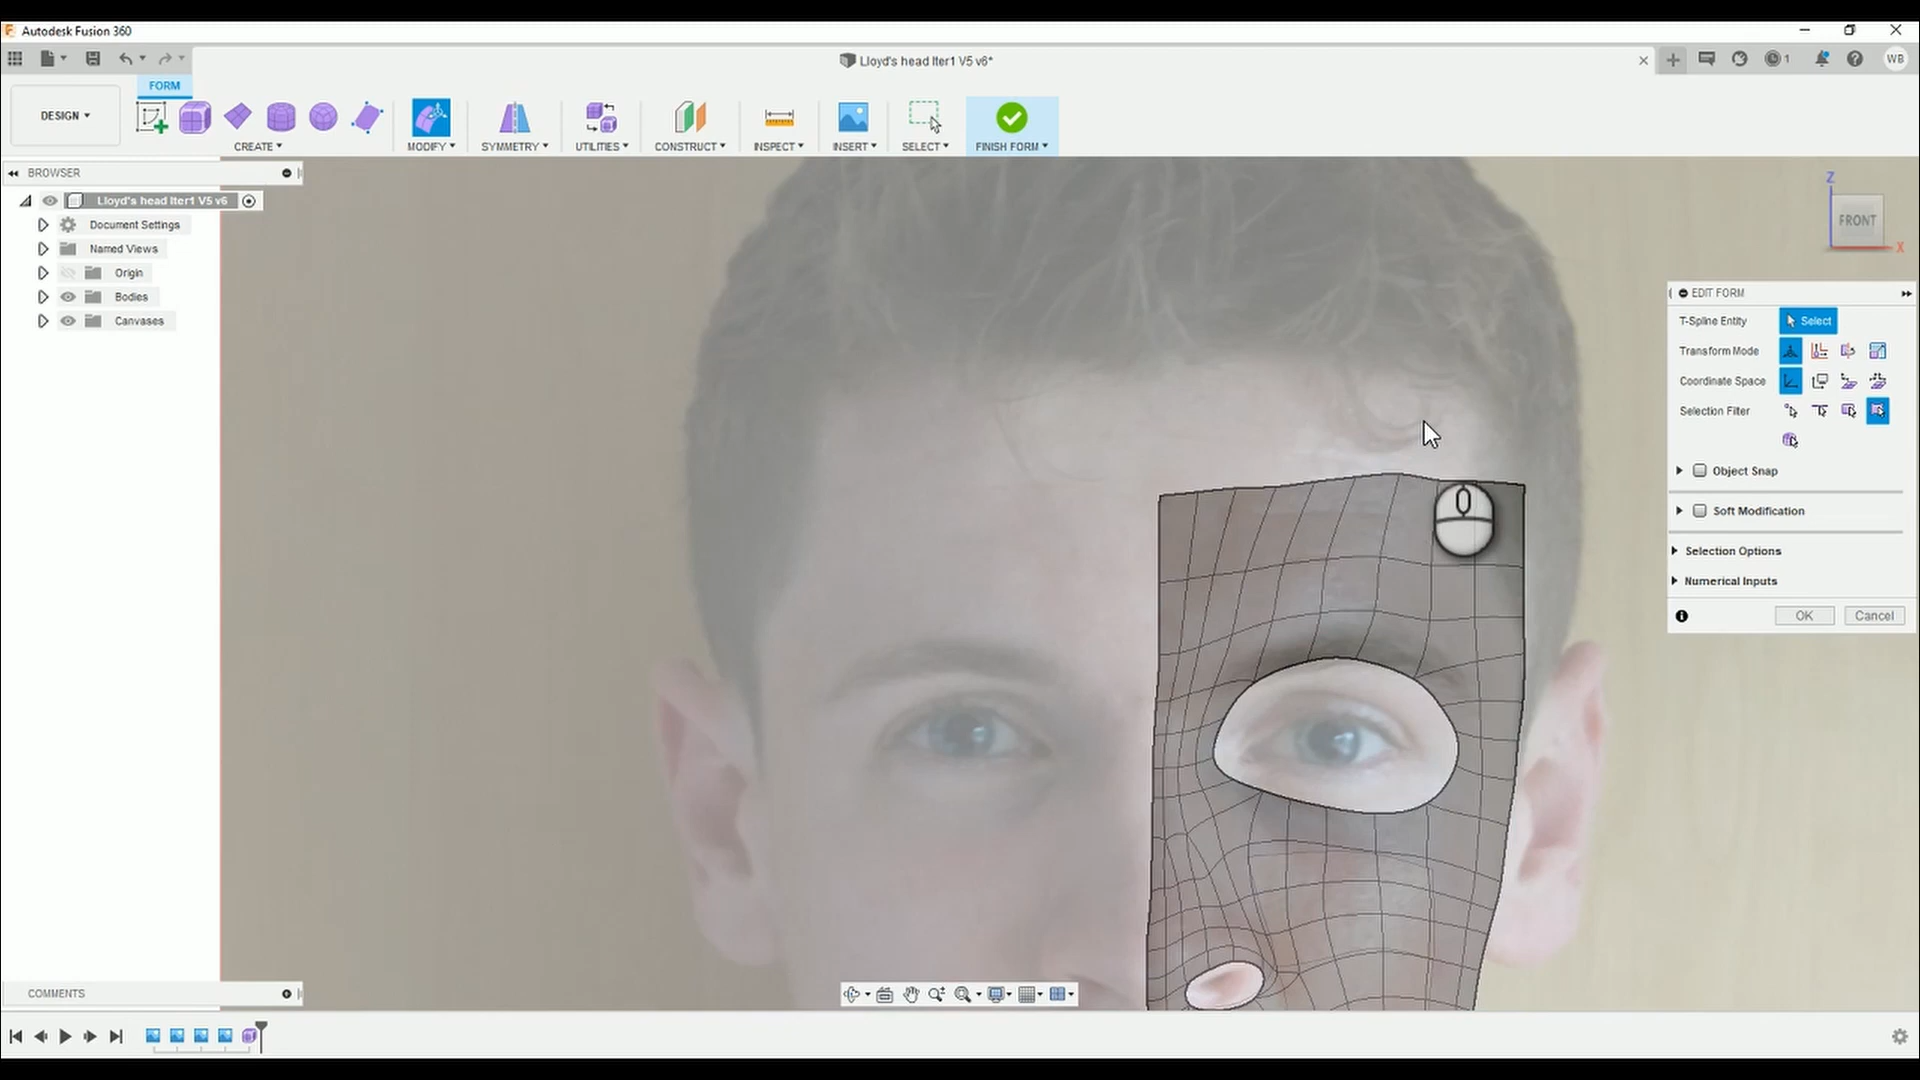 Autodesk Fusion 360
Lloyd's head Iter1 V5 v6*
1
WB
FORM
DESIGN
CREATE
MODIFY
SYMMETRY
UTILITIES
CONSTRUCT
INSPECT
INSERT
SELECT
FINISH FORM
BROWSER
Lloyd's head Iter1 V5 v6
Document Settings
Named Views
Origin
Bodies
Canvases
Z
FRONT
X
EDIT FORM
T-Spline Entity
Select
Transform Mode
Coordinate Space
Selection Filter
Object Snap
Soft Modification
Selection Options
Numerical Inputs
OK
Cancel
COMMENTS